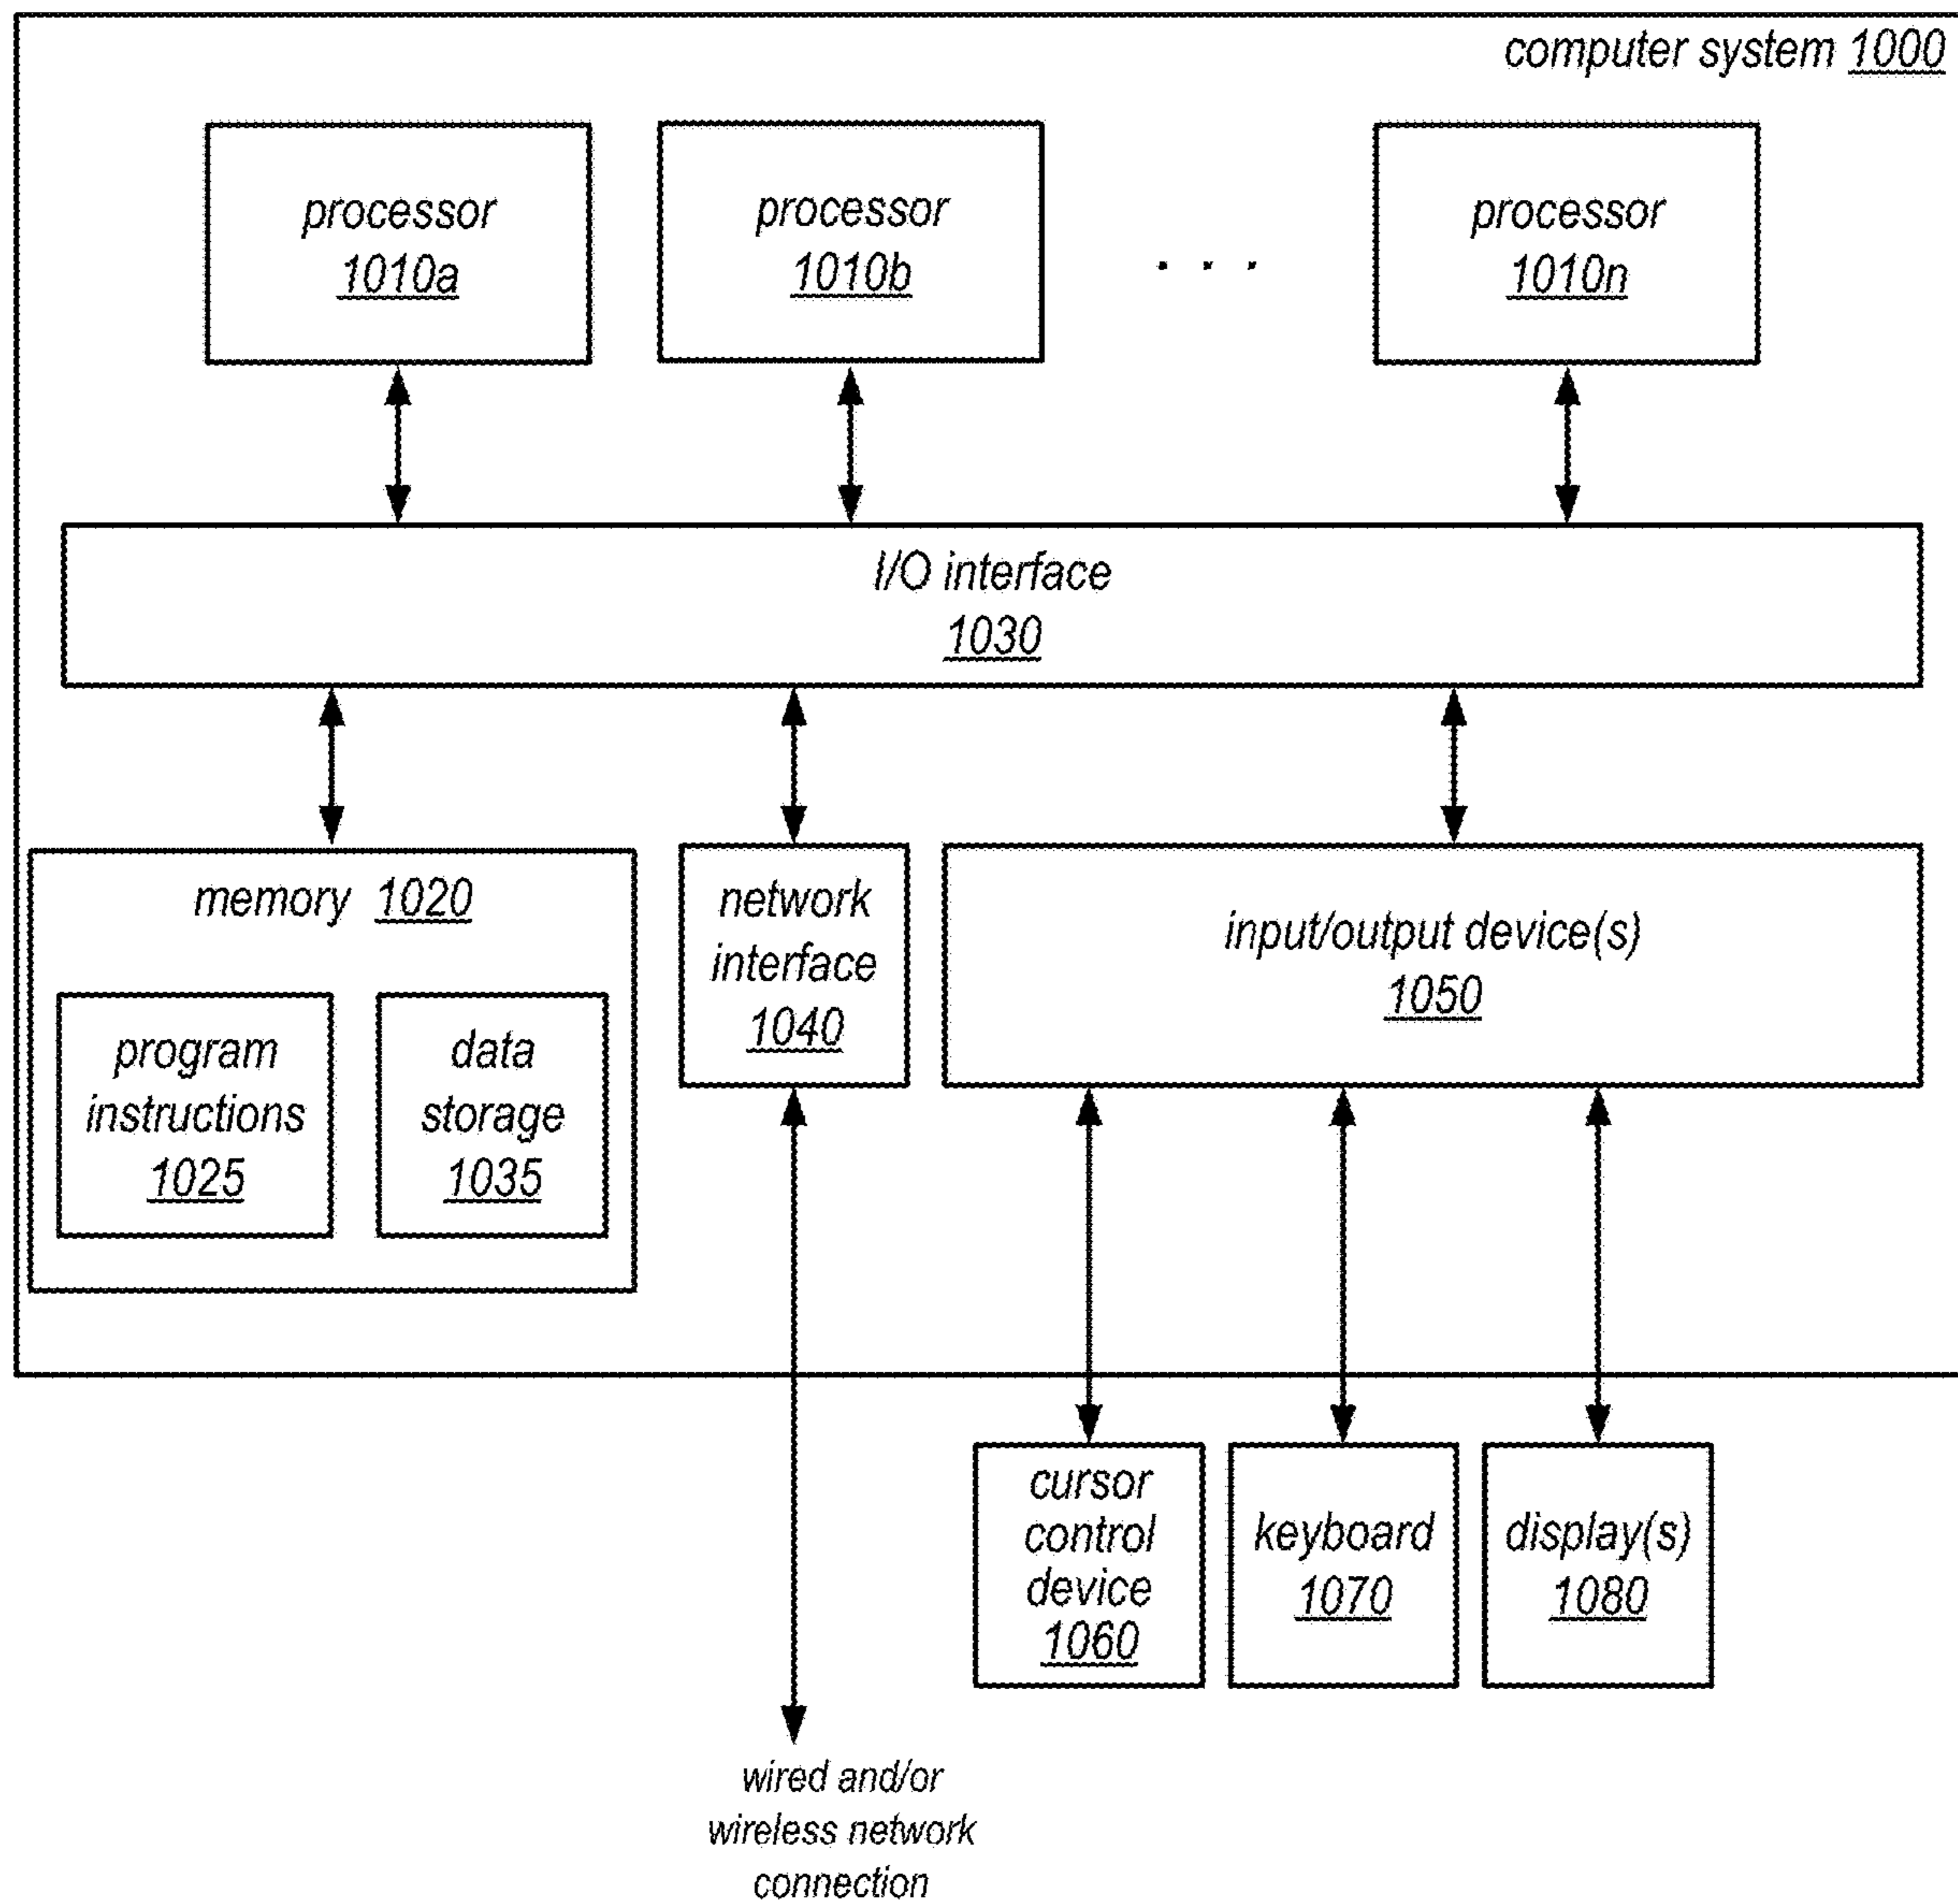 computer system 1000
processor
1010a
processor
1010b
. . .
processor
1010n
I/O interface
1030
memory 1020
program
instructions
1025
data
storage
1035
network
interface
1040
input/output device(s)
1050
cursor
control
device
1060
keyboard
1070
display(s)
1080
wired and/or
wireless network
connection